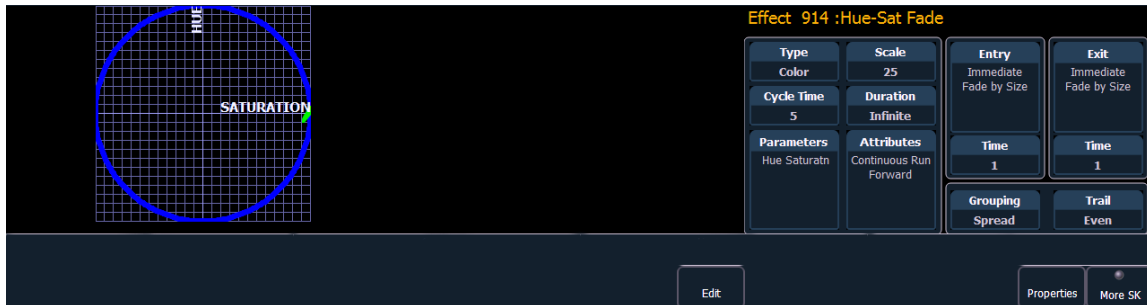 Effect 914 :Hue-Sat Fade
HUE
SATURATION
Type
Color
Scale
25
Cycle Time
5
Duration
Infinite
Parameters
Hue Saturatn
Attributes
Continuous Run
Forward
Entry
Immediate
Fade by Size
Time
1
Exit
Immediate
Fade by Size
Time
1
Grouping
Spread
Trail
Even
Edit
Properties
More SK